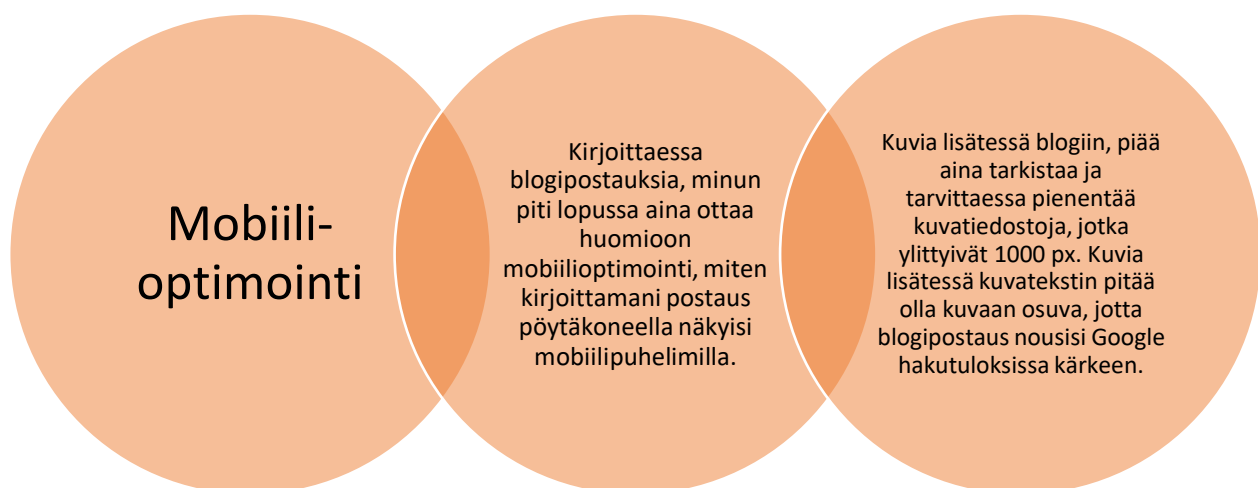 Mobiili-
optimointi
Kirjoittaessa
blogipostauksia, minun
piti lopussa aina ottaa
huomioon
mobiilioptimointi, miten
kirjoittamani postaus
pöytäkoneella näkyisi
mobiilipuhelimilla.
Kuvia lisätessä blogiin, piää
aina tarkistaa ja
tarvittaessa pienentää
kuvatiedostoja, jotka
ylittyivät 1000 px. Kuvia
lisätessä kuvatekstin pitää
olla kuvaan osuva, jotta
blogipostaus nousisi Google
hakutuloksissa kärkeen.